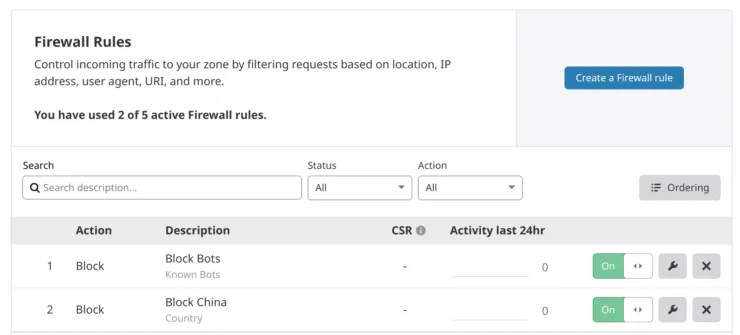 Firewall Rules
Control incoming traffic to your zone by filtering requests based on location, IP
address, user agent, URI, and more.
Create a Firewall rule
You have used 2 of 5 active Firewall rules.
Search Status Action
Search description... All All Ordering
Action Description CSR Activity last 24hr
1 Block Block Bots - 0 On
Known Bots
2 Block Block China - 0 On
Country